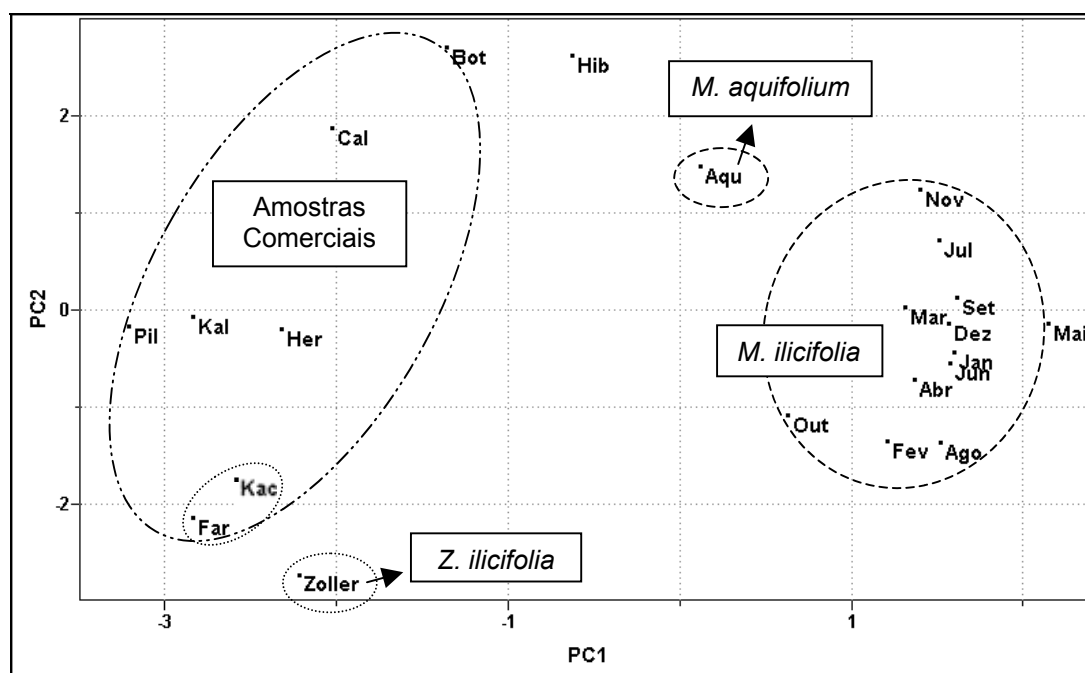 Bot
Hib
M. aquifolium
2
Cal
Aqu
Nov
Amostras
Comerciais
Jul
PC2
0
Pil
Kal
Her
Mar
Set
Dez
Mai
M. ilicifolia
Jan
Jun
Abr
Out
Fev
Ago
Kac
-2
Far
Z. ilicifolia
Zoller
-3
-1
1
PC1